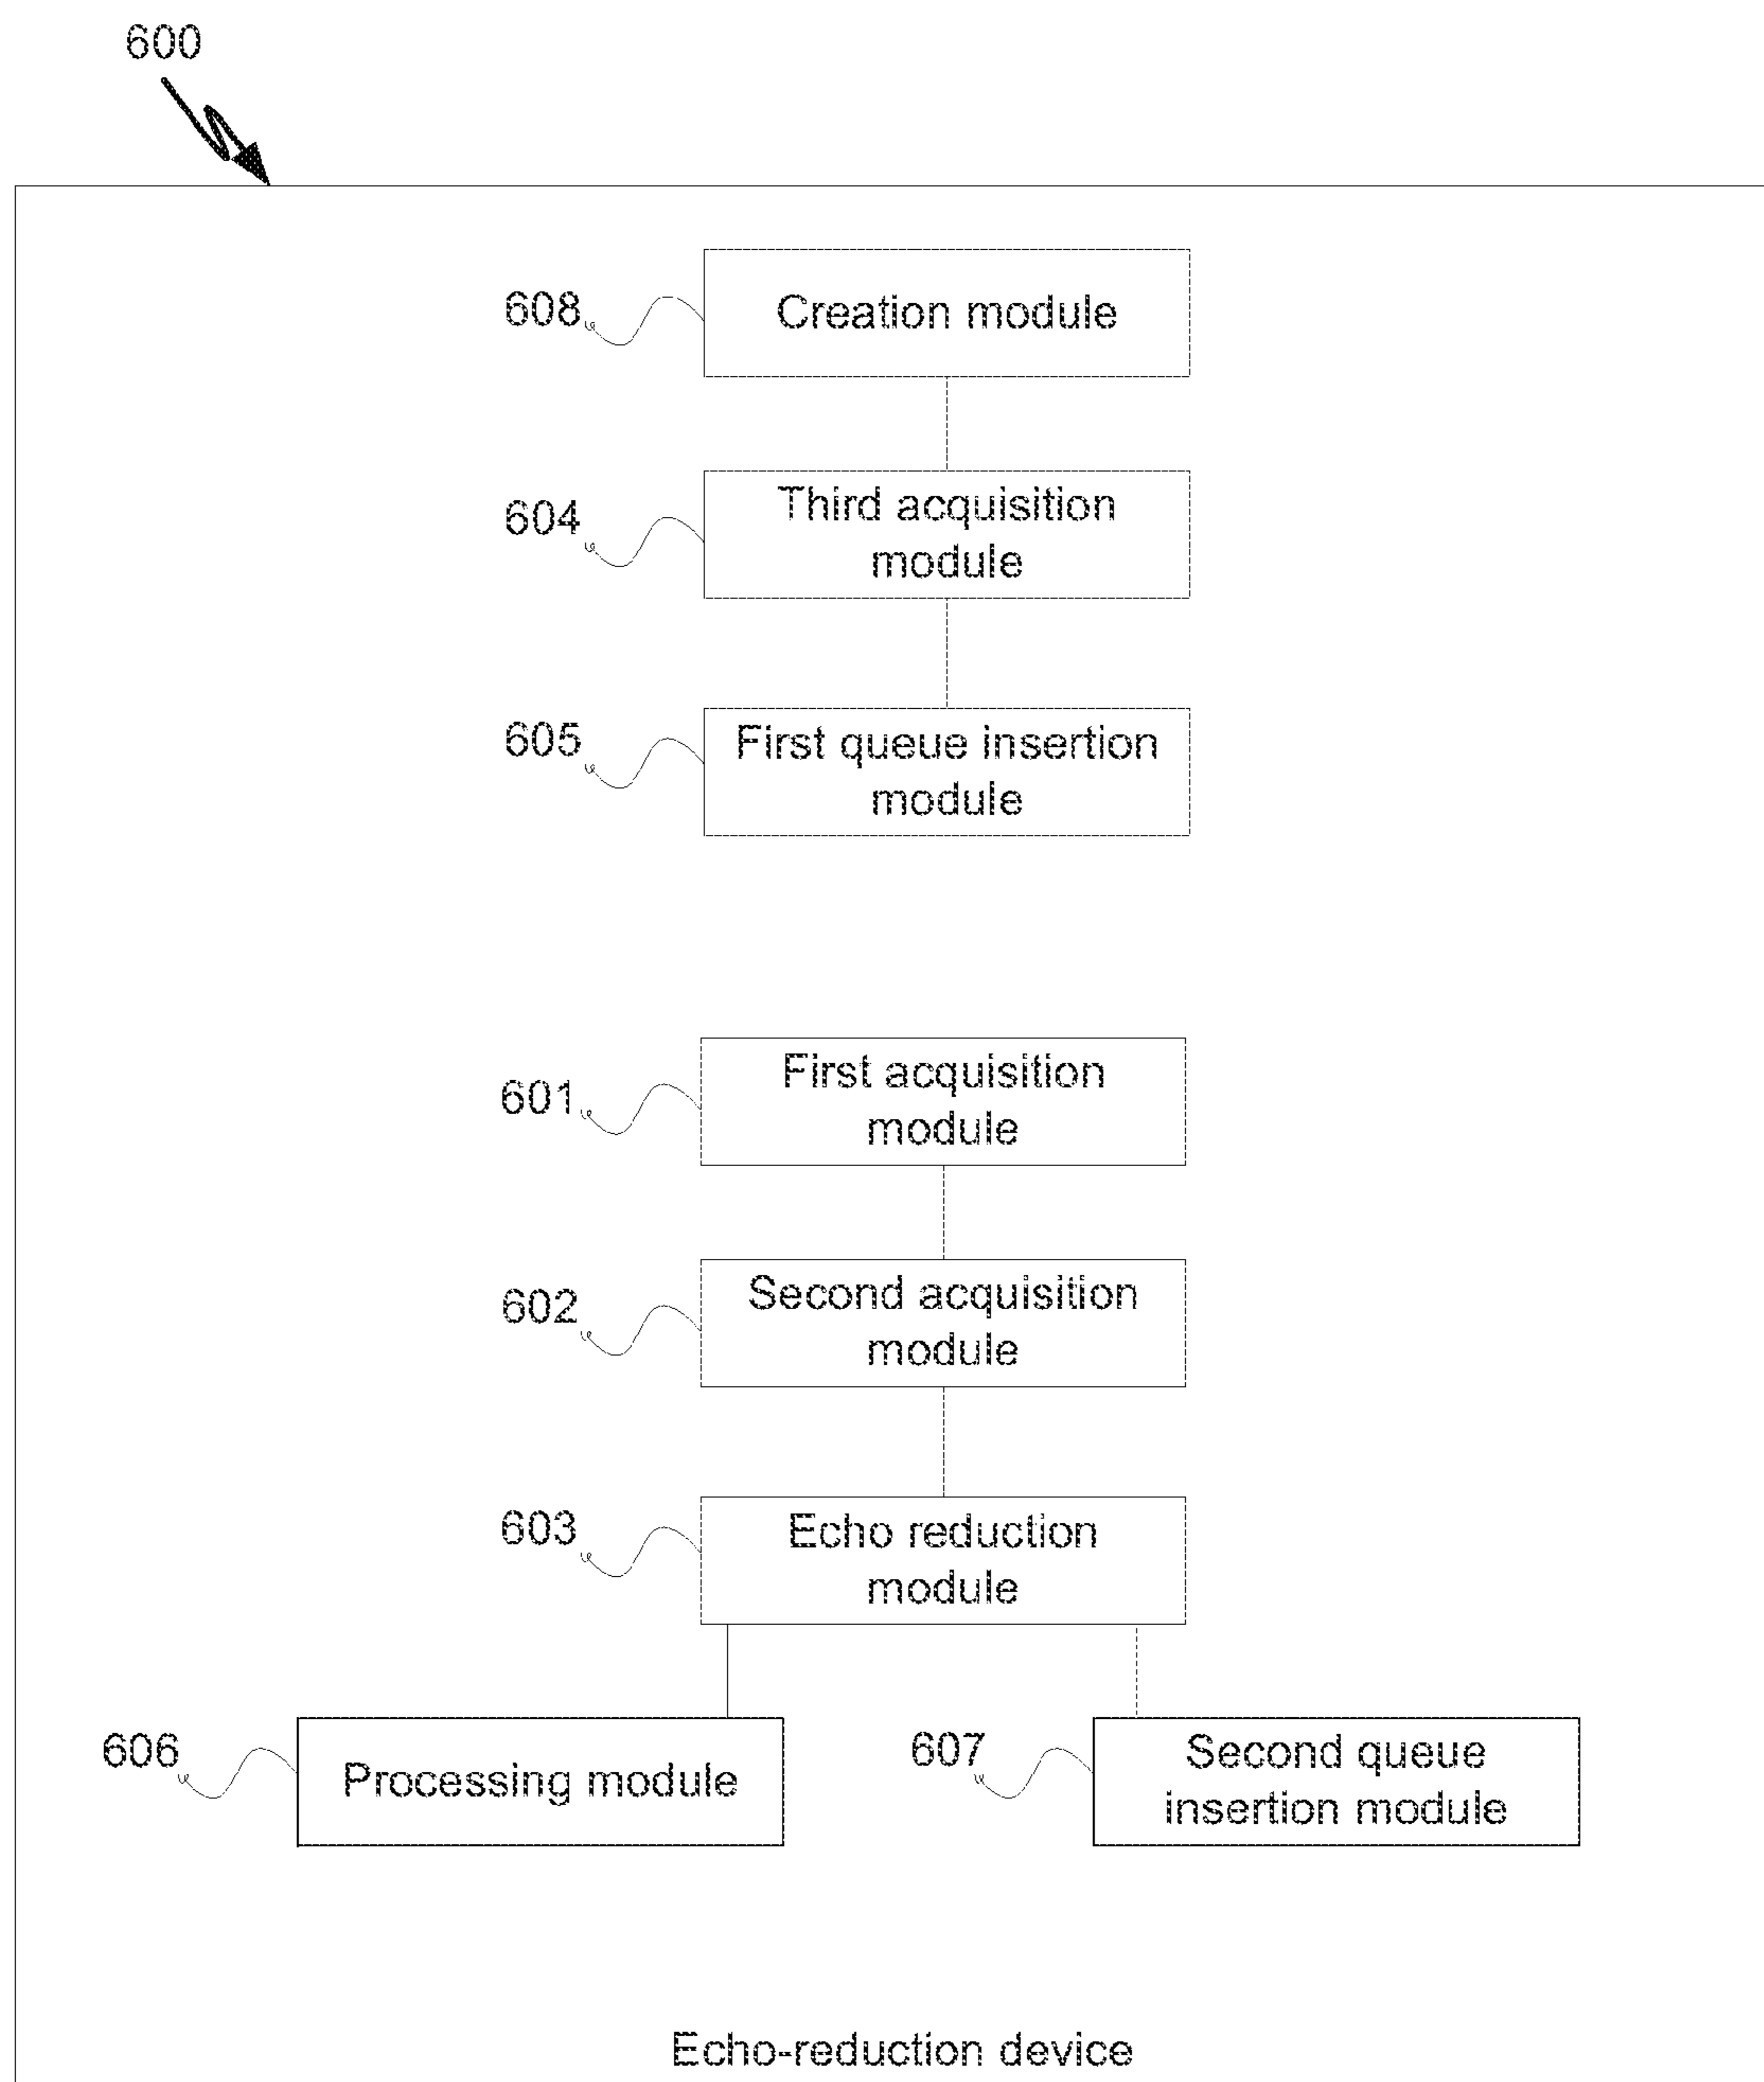 600
608
Creation module
604
Third acquisition
module
605
First queue insertion
module
601
First acquisition
module
602
Second acquisition
module
603
Echo reduction
module
606
Processing module
607
Second queue
insertion module
Echo-reduction device